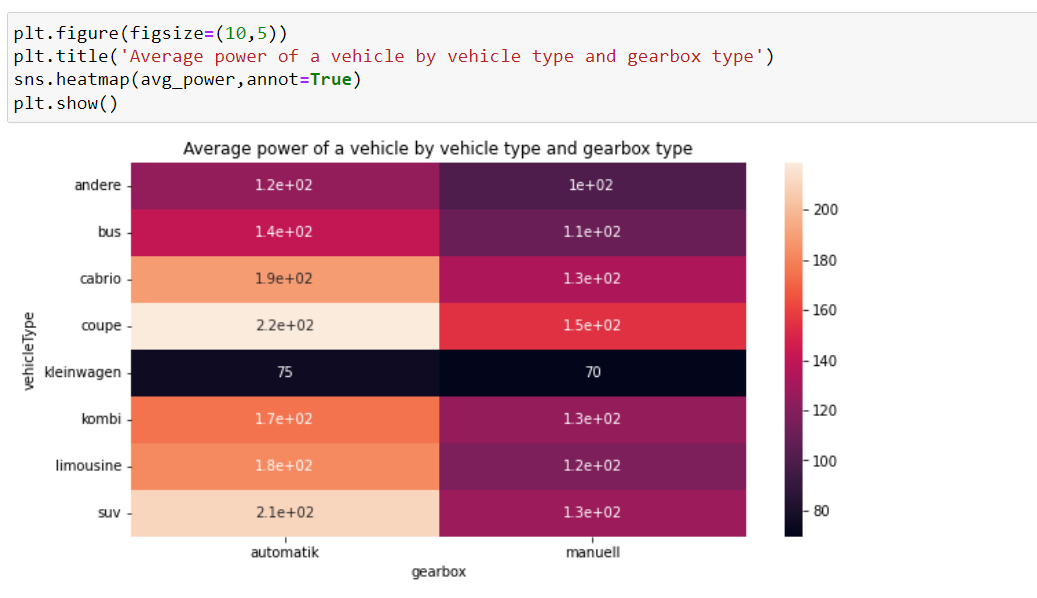 plt.figure(figsize=(10,5))
plt.title('Average power of a vehicle by vehicle type and gearbox type')
sns.heatmap(avg_power,annot=True)
plt.show()
Average power of a vehicle by vehicle type and gearbox type
andere 1.2e+02 1e+02
200
bus 1.4e+02 1.1e+02
180
cabrio 1.9e+02 1.3e+02
160
coupe 2.2e+02 1.5e+02
vehicleType
140
kleinwagen 75 70
120
kombi 1.7e+02 1.3e+02
100
limousine 1.8e+02 1.2e+02
80
suv 2.1e+02 1.3e+02
automatik manuell
gearbox